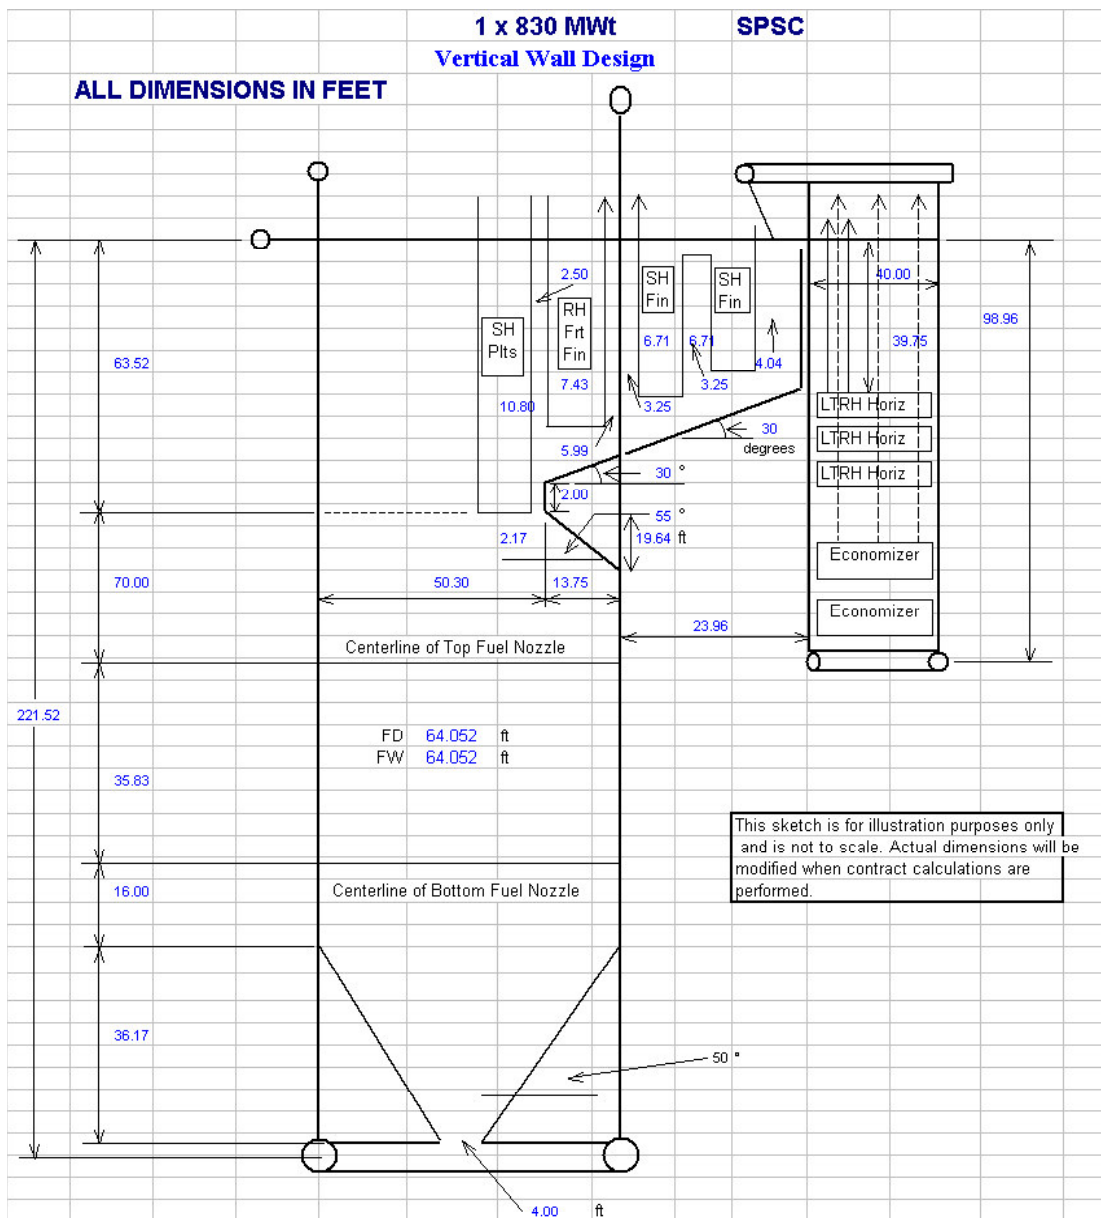 1 x 830 MWt SPSC
Vertical Wall Design
ALL DIMENSIONS IN FEET
2.50
SH
Fin
SH
Fin
40.00
RH
Frt
Fin
SH
Plts
98.96
6.71
6.71
39.75
63.52
4.04
7.43
3.25
10.80
3.25
LTRH Horiz
30
degrees
LTRH Horiz
5.99
30 °
LTRH Horiz
2.00
55 °
2.17
19.64 ft
Economizer
70.00
50.30
13.75
Economizer
23.96
Centerline of Top Fuel Nozzle
221.52
FD 64.052 ft
FW 64.052 ft
35.83
This sketch is for illustration purposes only
and is not to scale. Actual dimensions will be
modified when contract calculations are
performed.
16.00
Centerline of Bottom Fuel Nozzle
36.17
50 °
4.00 ft